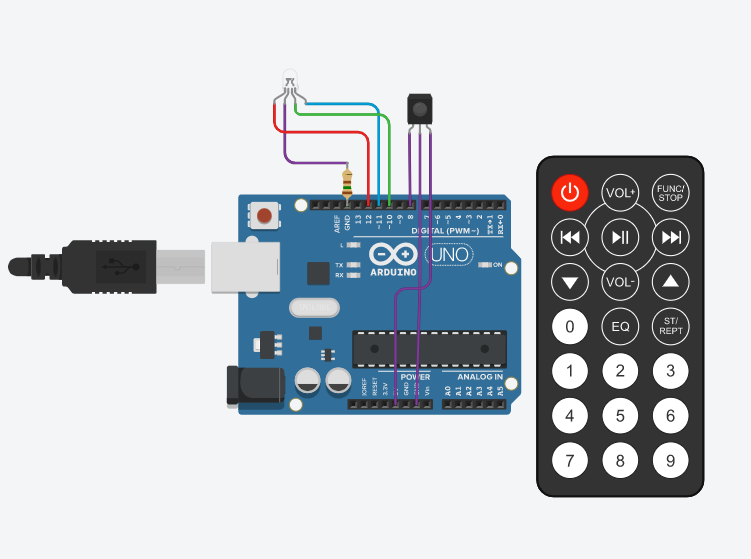 AREF
GND
13
12
~11
~10
~9
8
7
~6
~5
4
~3
2
TX→1
RX←0
DIGITAL (PWM~)
L
TX
RX
ARDUINO
UNO
ON
POWER
ANALOG IN
IOREF
RESET
3.3V
GND
Vin
A0
A1
A2
A3
A4
A5
VOL+
FUNC/
STOP
VOL-
0
EQ
ST/
REPT
1
2
3
4
5
6
7
8
9